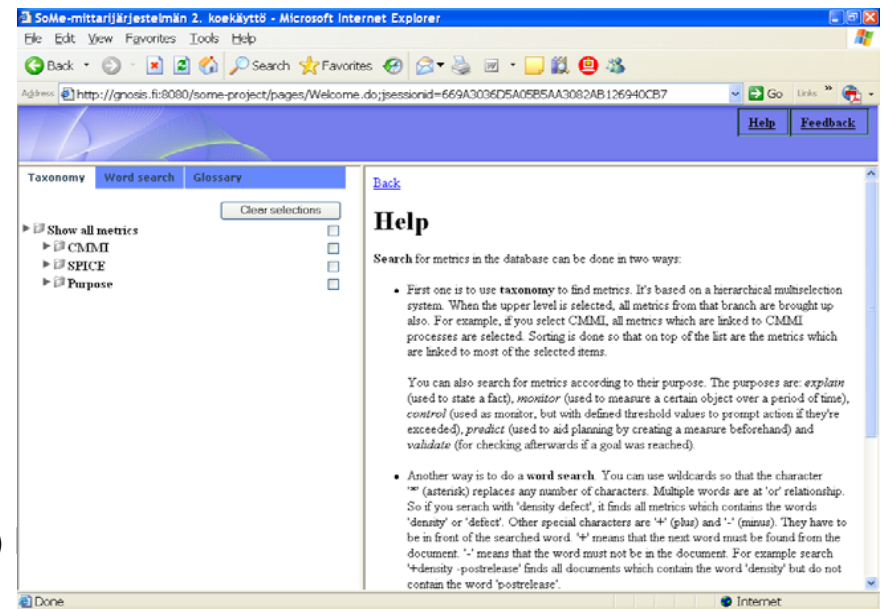 SoMe-mittarijärjestelmän 2. koekäyttö - Microsoft Internet Explorer
File Edit View Favorites Tools Help
Back Search Favorites
Address http://gnosis.fi:8080/some-project/pages/Welcome.do;jsessionid=669A3036D5A05B5AA3082AB126940CB7 Go Links »
Help Feedback
Taxonomy Word search Glossary
Clear selections
Show all metrics
CMMI
SPICE
Purpose
Back
Help
Search for metrics in the database can be done in two ways:
• First one is to use taxonomy to find metrics. It's based on a hierarchical multiselection
system. When the upper level is selected, all metrics from that branch are brought up
also. For example, if you select CMMI, all metrics which are linked to CMMI
processes are selected. Sorting is done so that on top of the list are the metrics which
are linked to most of the selected items.
You can also search for metrics according to their purpose. The purposes are: explain
(used to state a fact), monitor (used to measure a certain object over a period of time),
control (used as monitor, but with defined threshold values to prompt action if they're
exceeded), predict (used to aid planning by creating a measure beforehand) and
validate (for checking afterwards if a goal was reached).
• Another way is to do a word search. You can use wildcards so that the character
'*' (asterisk) replaces any number of characters. Multiple words are at 'or' relationship.
So if you serach with 'density defect', it finds all metrics which contains the words
'density' or 'defect'. Other special characters are '+' (plus) and '-' (minus). They have to
be in front of the searched word. '+' means that the next word must be found from the
document. '-' means that the word must not be in the document. For example search
'+density -postrelease' finds all documents which contain the word 'density' but do not
contain the word 'postrelease'.
)
Done Internet